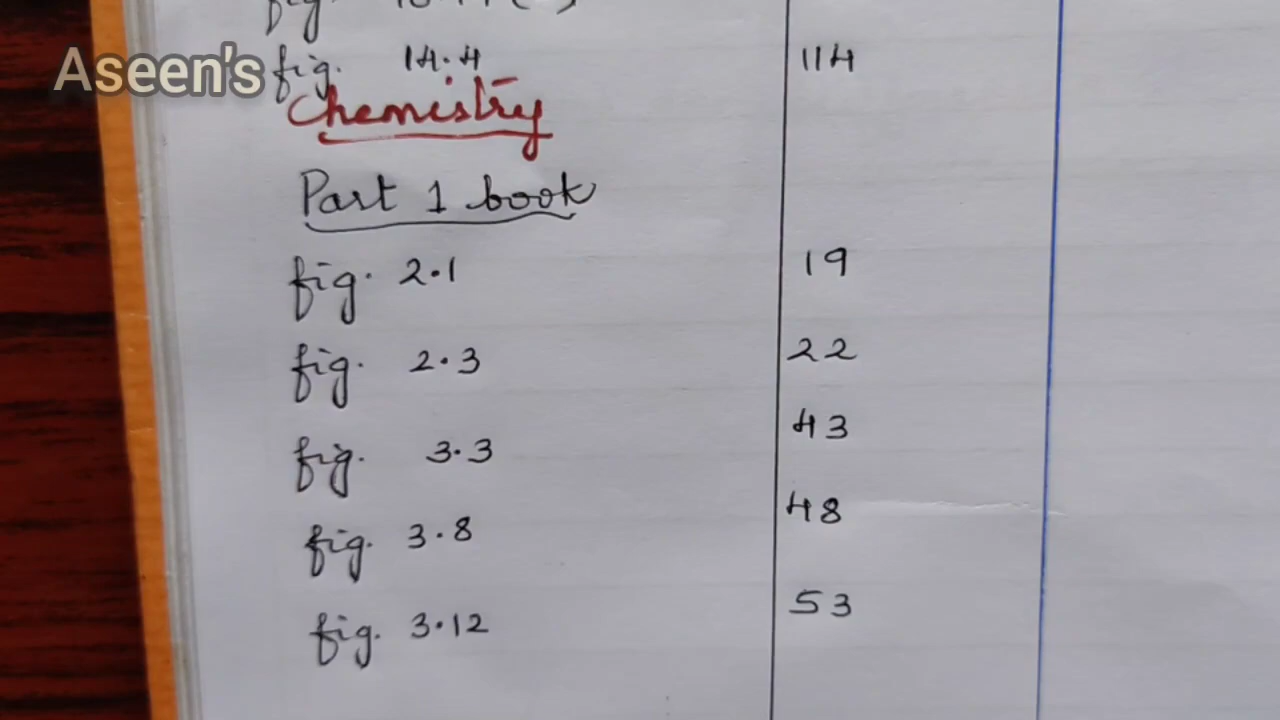 fig.
Aseen's
fig. 14.4 114
Chemistry
Part 1 book
fig. 2.1 19
fig. 2.3 22
fig. 3.3 43
fig. 3.8 48
fig. 3.12 53